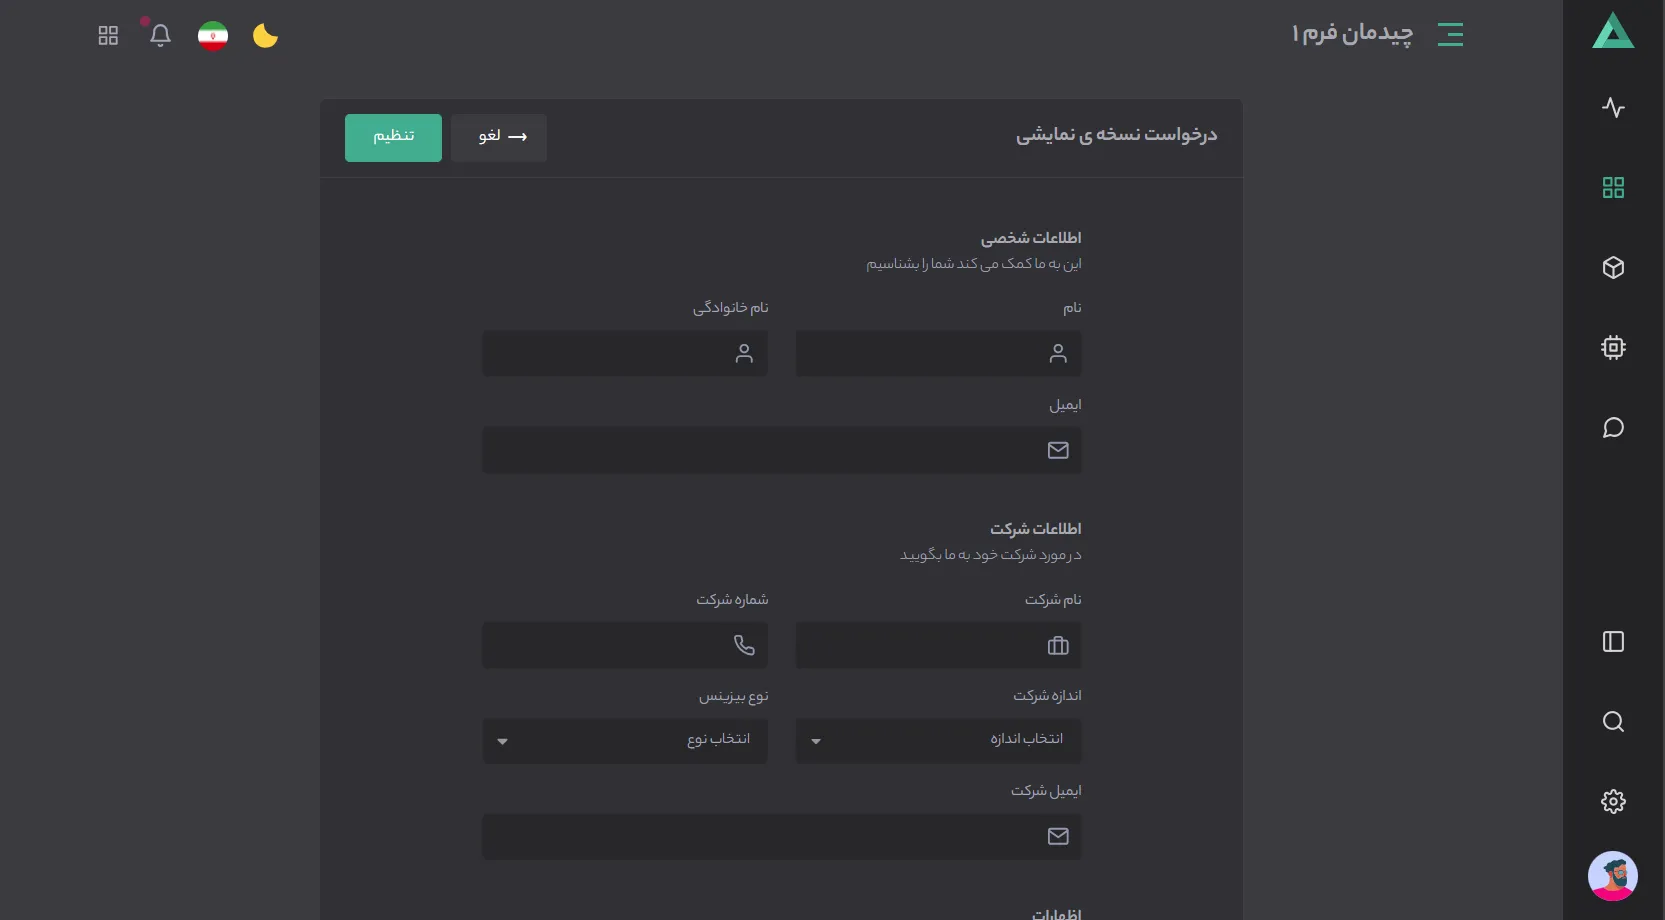 چیدمان فرم ۱
درخواست نسخه ی نمایشی
لغو
تنظیم
اطلاعات شخصی
این به ما کمک می کند شما را بشناسیم
نام
نام خانوادگی
ایمیل
اطلاعات شرکت
در مورد شرکت خود به ما بگویید
نام شرکت
شماره شرکت
اندازه شرکت
نوع بیزینس
انتخاب اندازه
انتخاب نوع
ایمیل شرکت
اظهارات